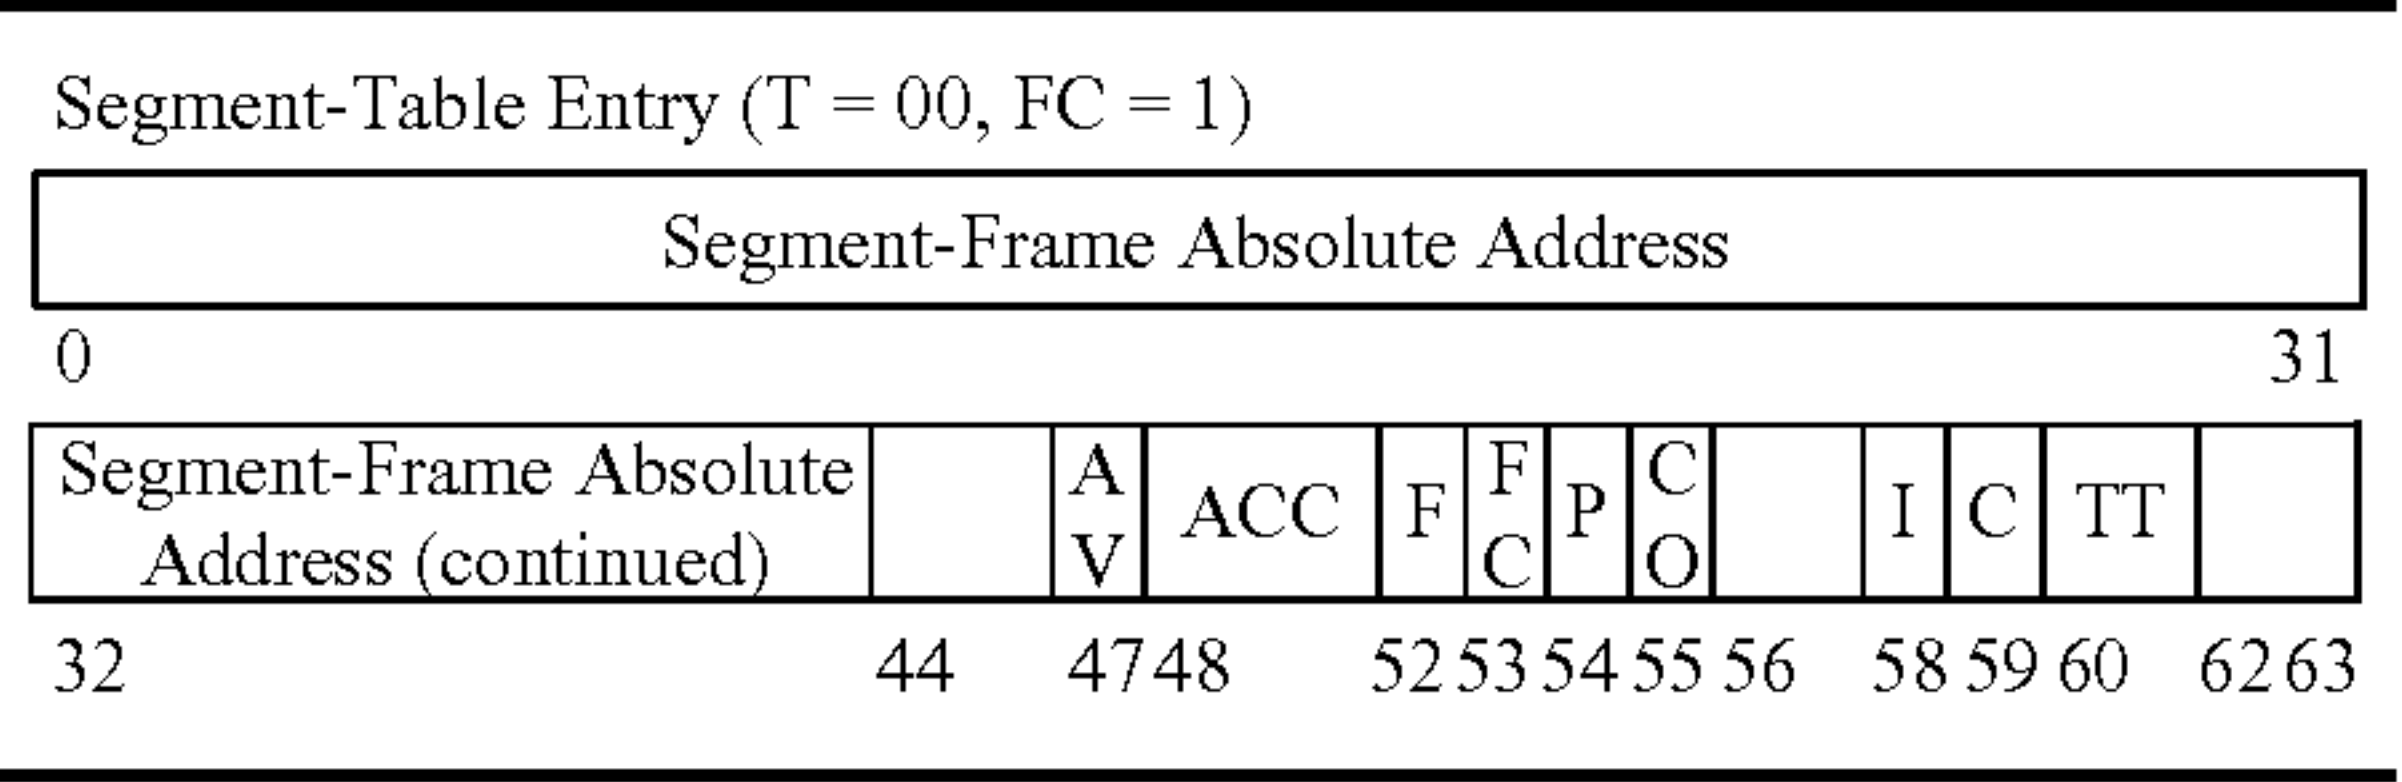 Segment-Table Entry (T = 00, FC = 1)
Segment-Frame Absolute Address
0 31
Segment-Frame Absolute
Address (continued)
A
V
ACC
F
F
C
P
C
O
I
C
TT
32 44 47 48 52 53 54 55 56 58 59 60 62 63